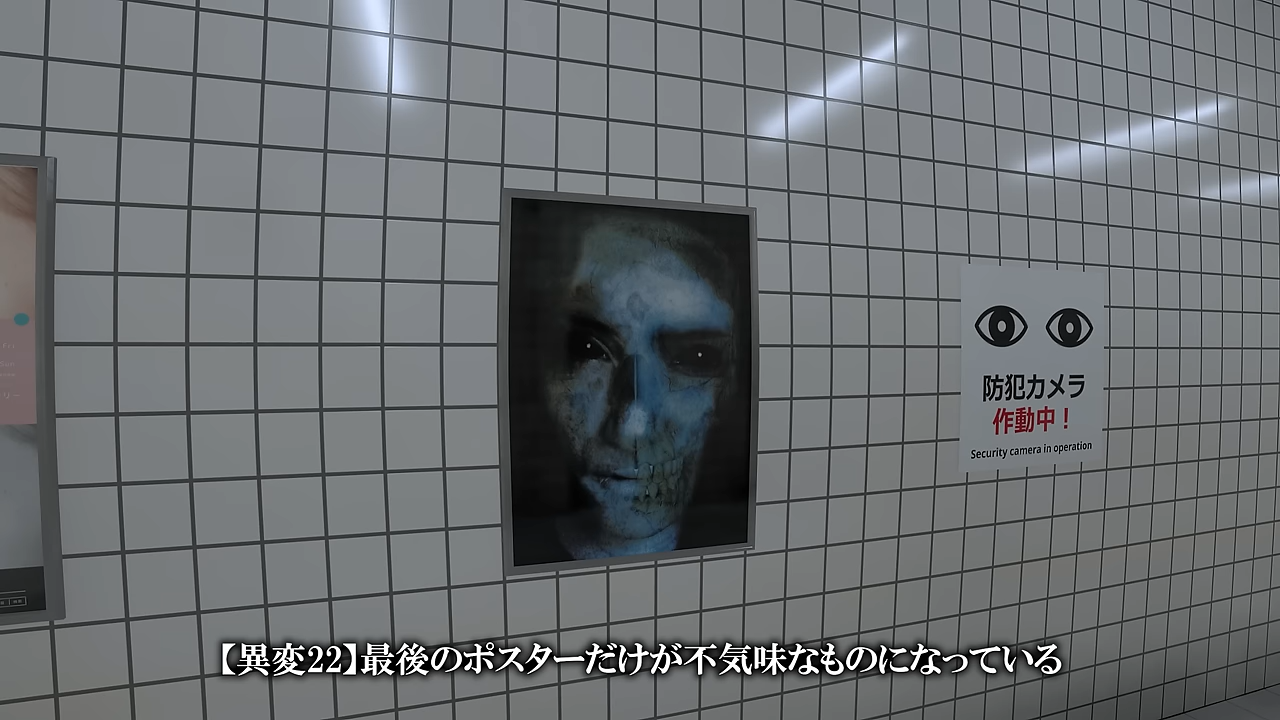 防犯カメラ
作動中！
Security camera in operation
【異変22】最後のポスターだけが不気味なものになっている